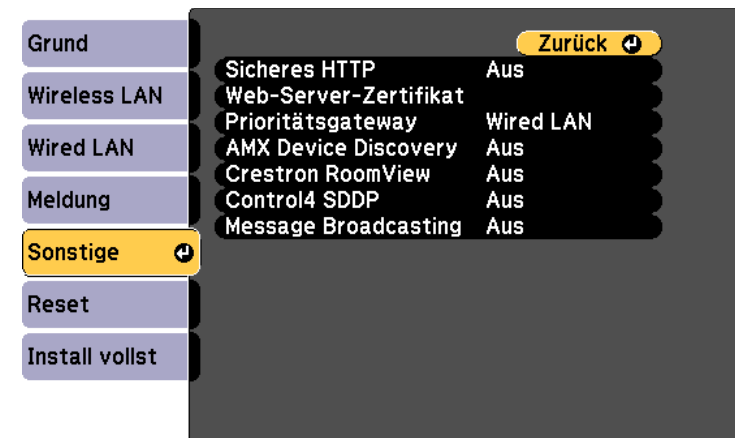 Grund
Wireless LAN
Wired LAN
Meldung
Sonstige
Reset
Install vollst
Zurück
Sicheres HTTP Aus
Web-Server-Zertifikat
Prioritätsgateway Wired LAN
AMX Device Discovery Aus
Crestron RoomView Aus
Control4 SDDP Aus
Message Broadcasting Aus